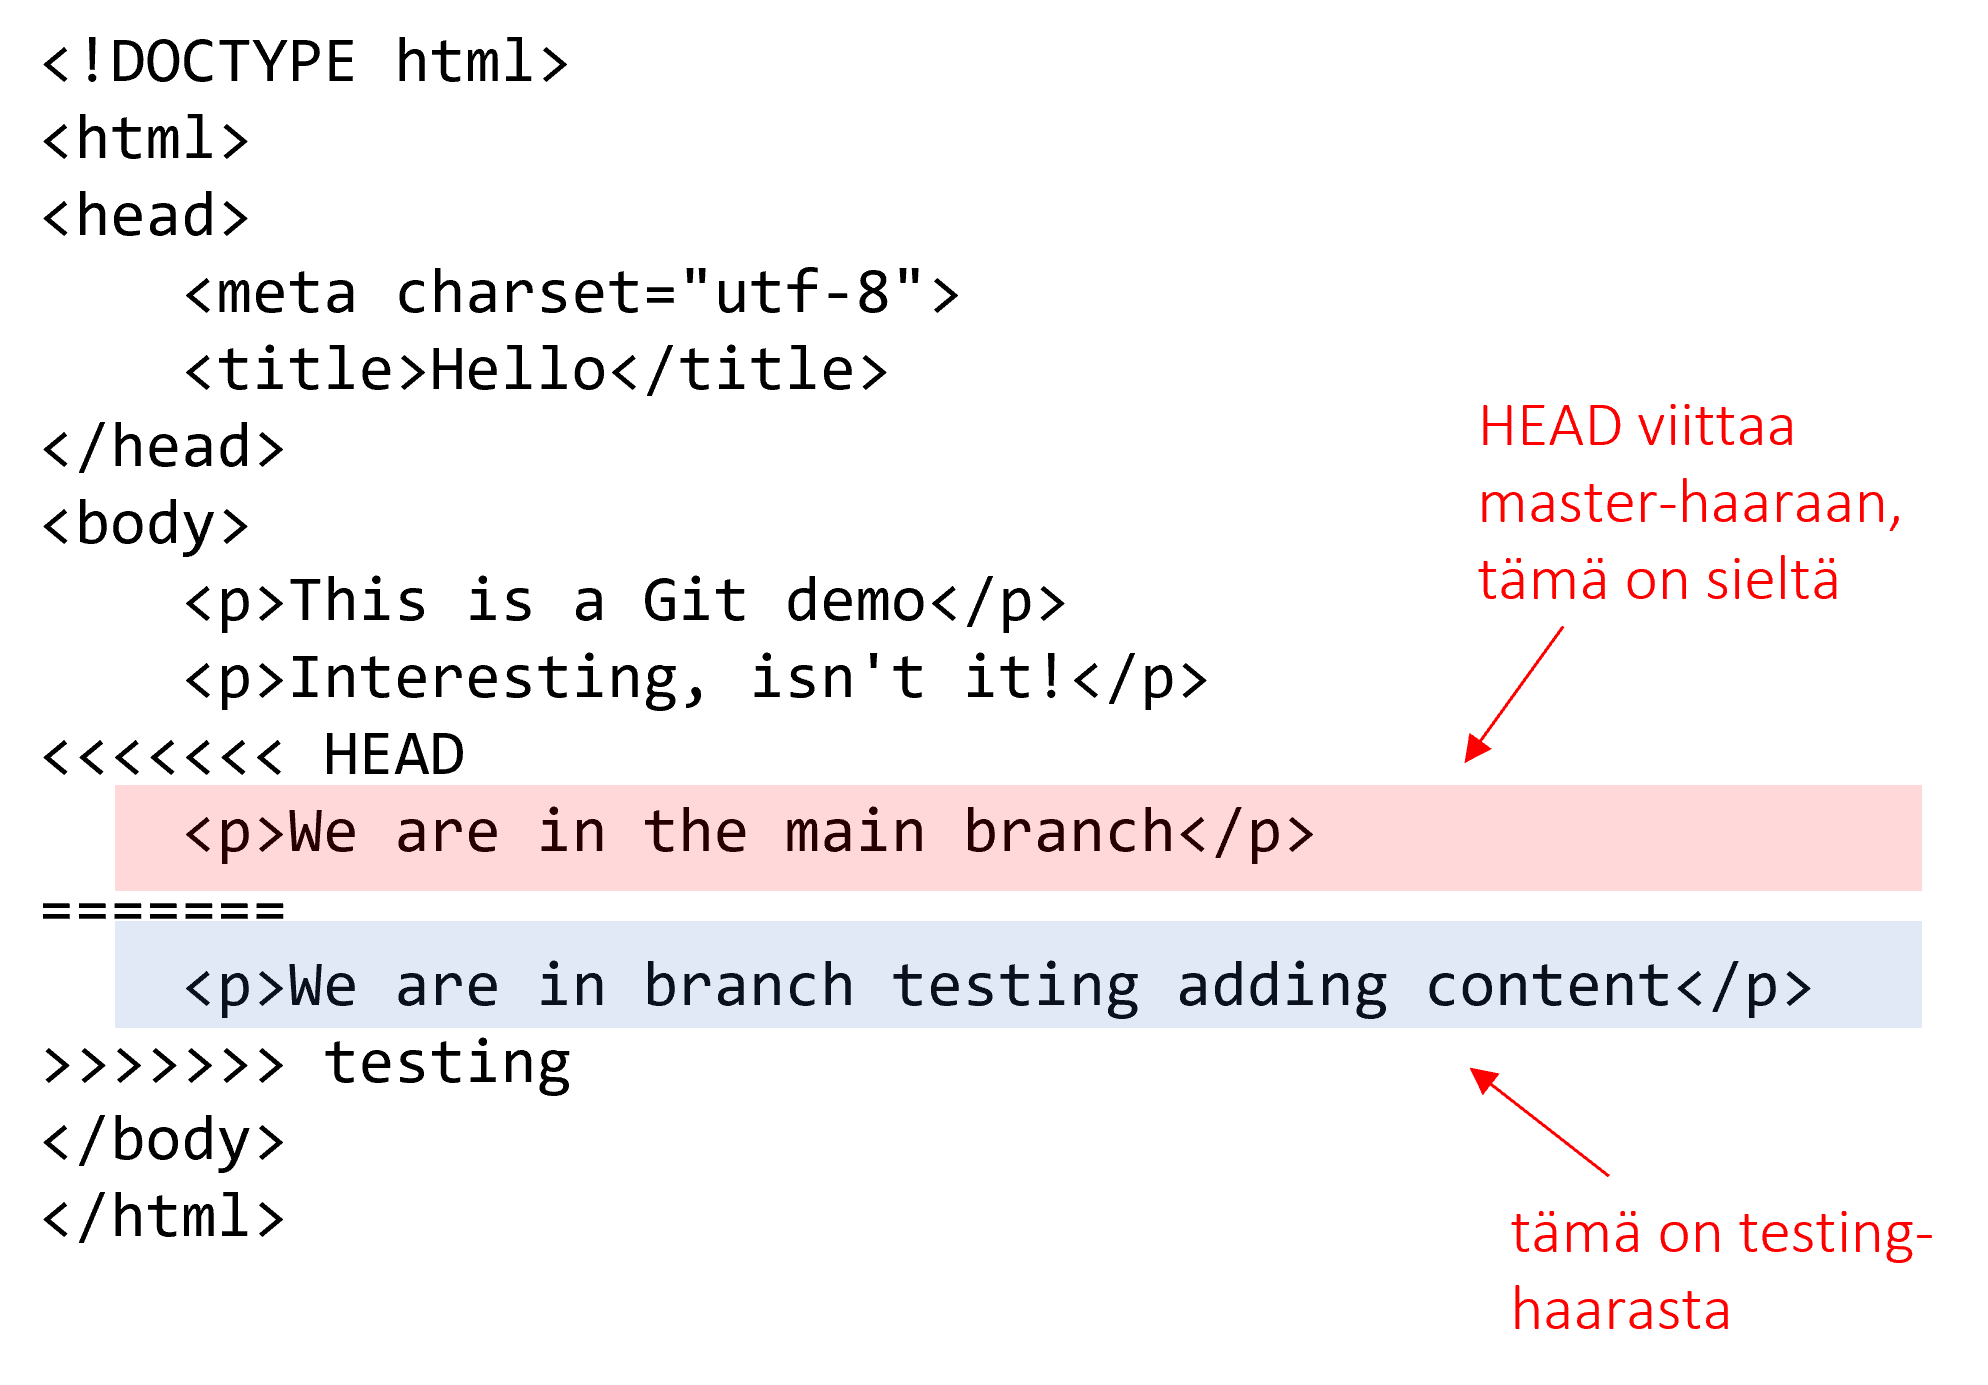 <!DOCTYPE html>
<html>
<head>
    <meta charset="utf-8">
    <title>Hello</title>
</head>
<body>
    <p>This is a Git demo</p>
    <p>Interesting, isn't it!</p>
<<<<<<< HEAD
    <p>We are in the main branch</p>
=======
    <p>We are in branch testing adding content</p>
>>>>>>> testing
</body>
</html>
HEAD viittaa
master-haaraan,
tämä on sieltä
tämä on testing-
haarasta